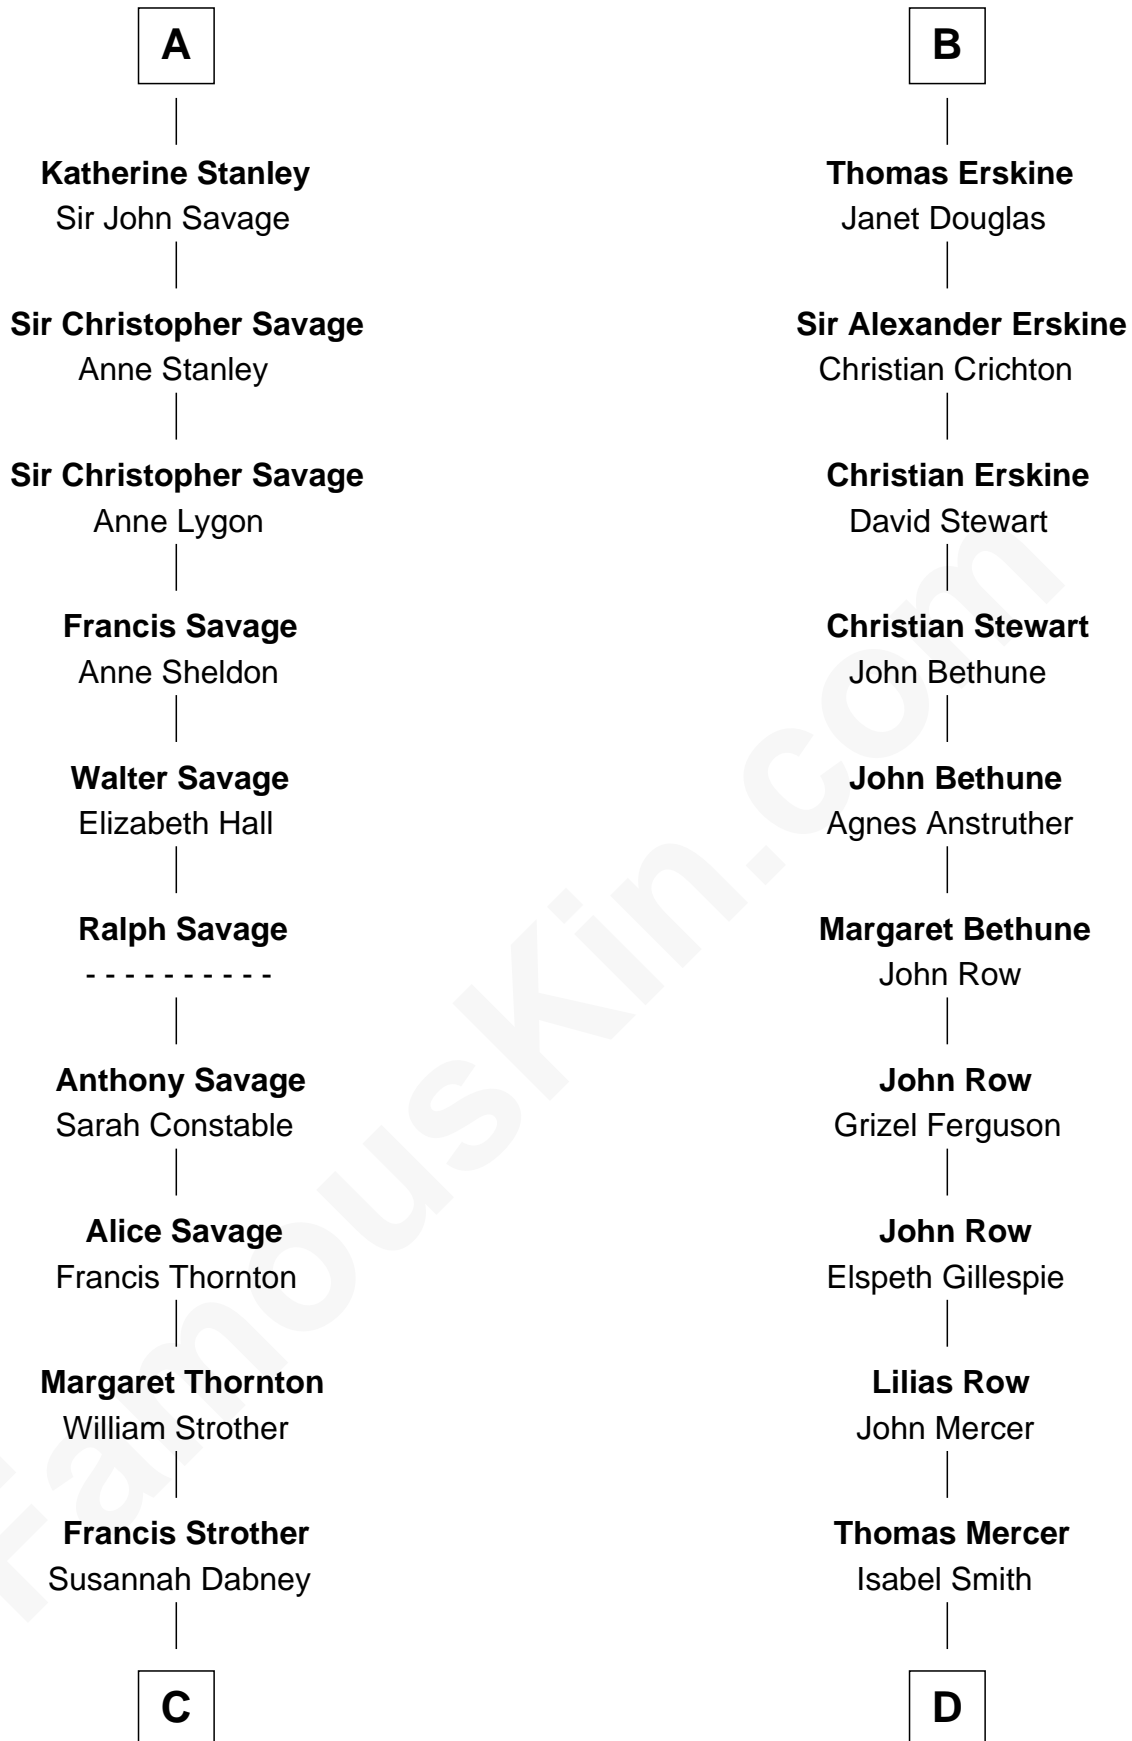 A
Katherine Stanley
Sir John Savage
Sir Christopher Savage
Anne Stanley
Sir Christopher Savage
Anne Lygon
Francis Savage
Anne Sheldon
Walter Savage
Elizabeth Hall
Ralph Savage
- - - - - - - - - -
Anthony Savage
Sarah Constable
Alice Savage
Francis Thornton
Margaret Thornton
William Strother
Francis Strother
Susannah Dabney
C
B
Thomas Erskine
Janet Douglas
Sir Alexander Erskine
Christian Crichton
Christian Erskine
David Stewart
Christian Stewart
John Bethune
John Bethune
Agnes Anstruther
Margaret Bethune
John Row
John Row
Grizel Ferguson
John Row
Elspeth Gillespie
Lilias Row
John Mercer
Thomas Mercer
Isabel Smith
D
FamousKin.com